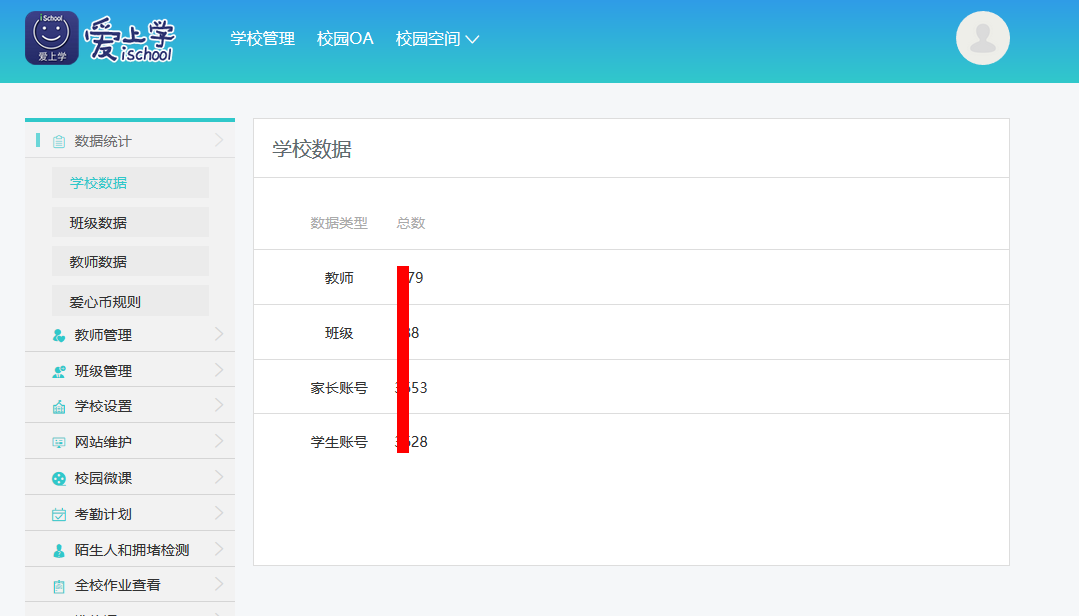 iSchool
爱上学
爱上学
ischool
学校管理 校园OA 校园空间
数据统计
学校数据
班级数据
教师数据
爱心币规则
教师管理
班级管理
学校设置
网站维护
校园微课
考勤计划
陌生人和拥堵检测
全校作业查看
学校数据
数据类型 总数
教师
班级
家长账号
学生账号